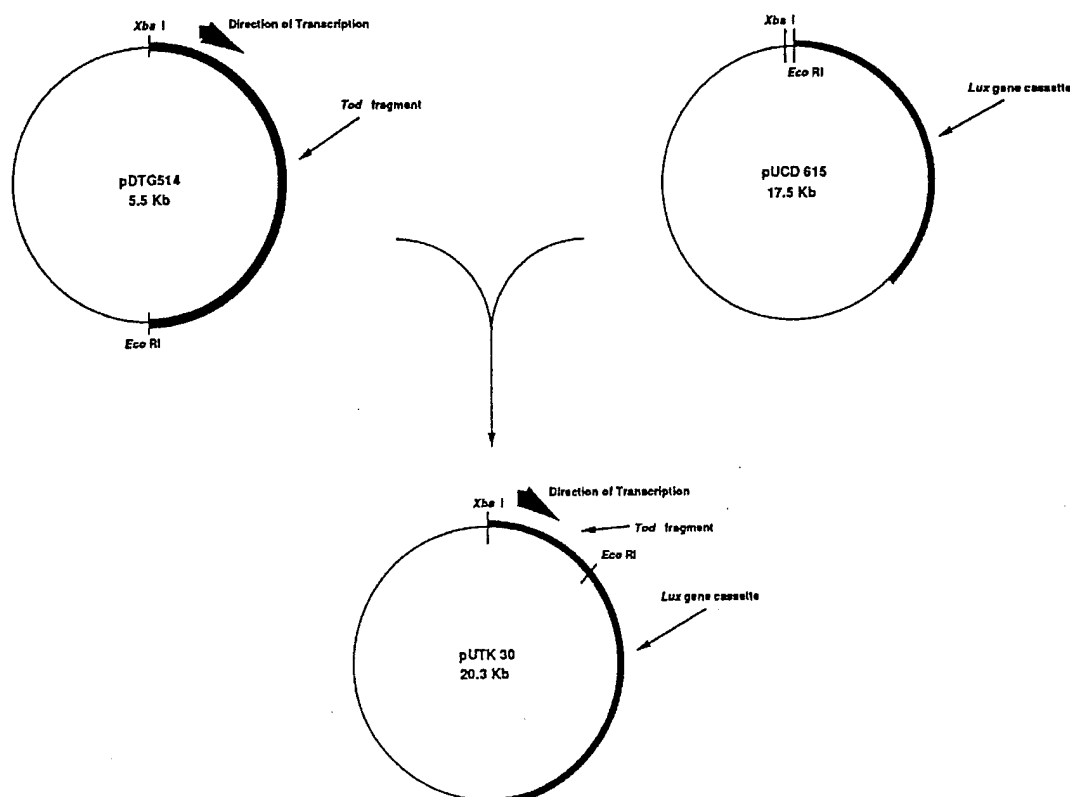 Xba I
Direction of Transcription
Tod fragment
pDTG514
5.5 Kb
Eco RI
Xba I
Eco RI
Lux gene cassette
pUCD 615
17.5 Kb
Xba I
Direction of Transcription
Tod fragment
Eco RI
Lux gene cassette
pUTK 30
20.3 Kb